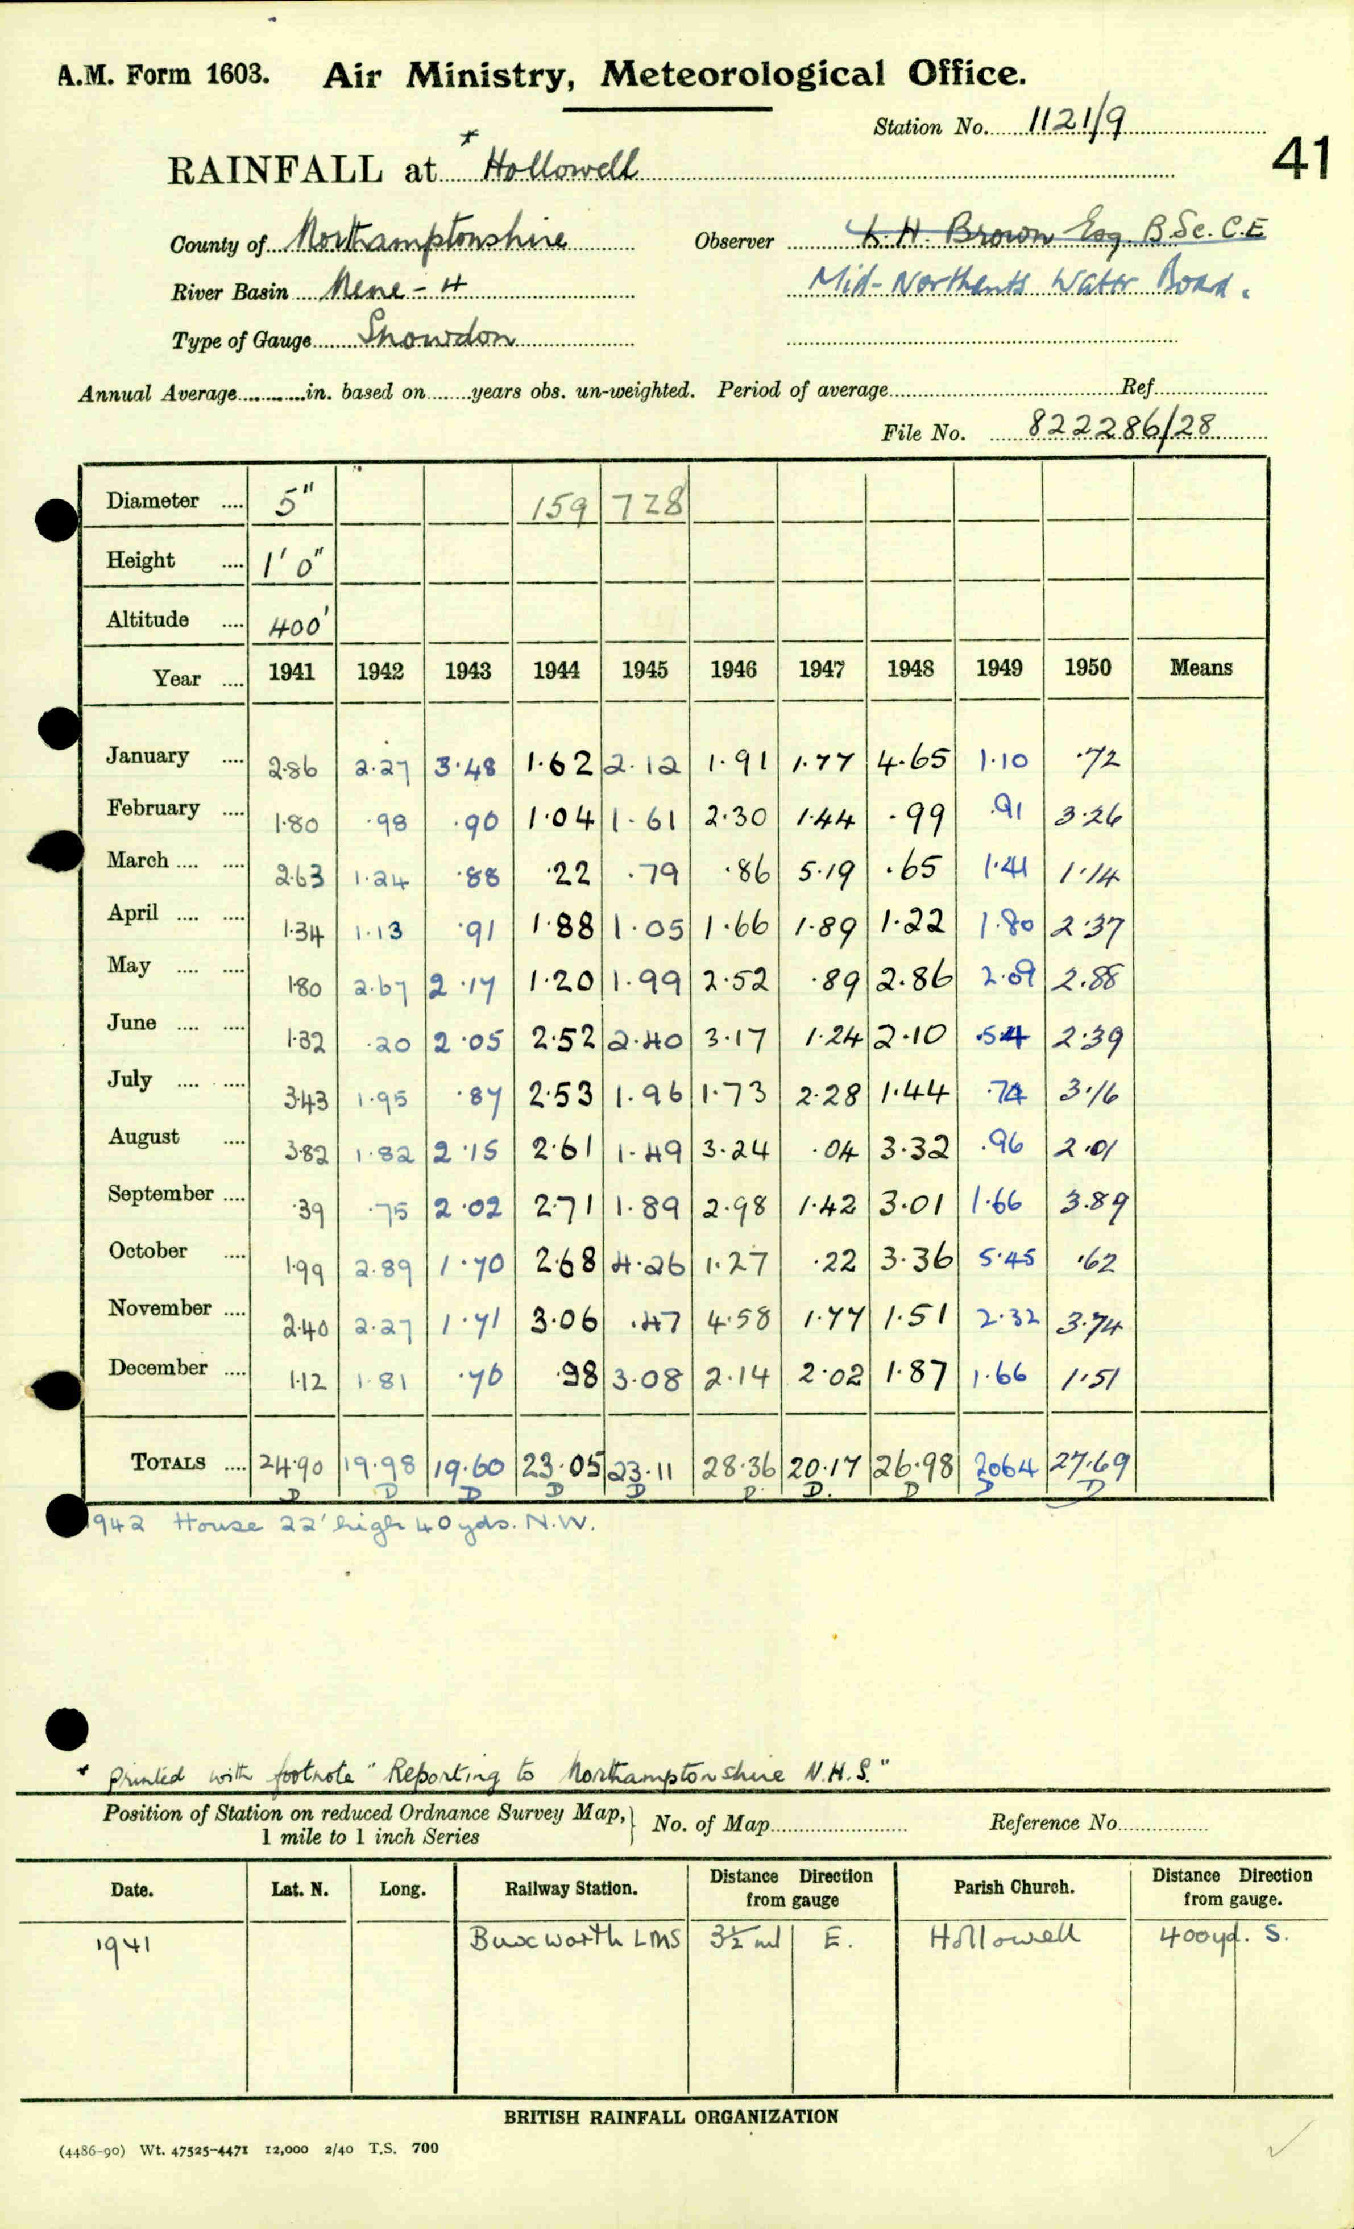 A.M. Form 1603. Air Ministry, Meteorological Office.
Station No. 1121/9
41
RAINFALL at * Hollowell
County of Northamptonshire Observer L. H. Brown Esq. B.Sc. C.E
River Basin Nene - 4 Mid-Northants Water Board.
Type of Gauge Snowdon
Annual Average in. based on years obs. un-weighted. Period of average Ref
File No. 822286/28
Diameter 5" 159 728
Height 1' 0"
Altitude 400'
Year 1941 1942 1943 1944 1945 1946 1947 1948 1949 1950 Means
January 2.86 2.27 3.48 1.62 2.12 1.91 1.77 4.65 1.10 .72
February 1.80 .98 .90 1.04 1.61 2.30 1.44 .99 .91 3.26
March 2.63 1.24 .88 .22 .79 .86 5.19 .65 1.41 1.14
April 1.34 1.13 .91 1.88 1.05 1.66 1.89 1.22 1.80 2.37
May 1.80 2.67 2.17 1.20 1.99 2.52 .89 2.86 2.09 2.88
June 1.32 .20 2.05 2.52 2.40 3.17 1.24 2.10 .54 2.39
July 3.43 1.95 .87 2.53 1.96 1.73 2.28 1.44 .74 3.16
August 3.82 1.82 2.15 2.61 1.49 3.24 .04 3.32 .96 2.01
September .39 .75 2.02 2.71 1.89 2.98 1.42 3.01 1.66 3.89
October 1.99 2.89 1.70 2.68 4.26 1.27 .22 3.36 5.45 .62
November 2.40 2.27 1.71 3.06 .47 4.58 1.77 1.51 2.32 3.74
December 1.12 1.81 .76 .98 3.08 2.14 2.02 1.87 1.66 1.51
TOTALS 24.90 19.98 19.60 23.05 23.11 28.36 20.17 26.98 2064 27.69
D D D D D D. D. D D D
1942 House 22' high 40 yds. N.W.
* Printed with footnote "Reporting to Northamptonshire N.H.S."
Position of Station on reduced Ordnance Survey Map, No. of Map Reference No.
1 mile to 1 inch Series
Date. Lat. N. Long. Railway Station. Distance Direction from gauge Parish Church. Distance Direction from gauge.
1941 Buxworth LMS 3½ ml E. Hollowell 400yd. S.
BRITISH RAINFALL ORGANIZATION
(4486-90) Wt. 47525-4471 12,000 2/40 T.S. 700